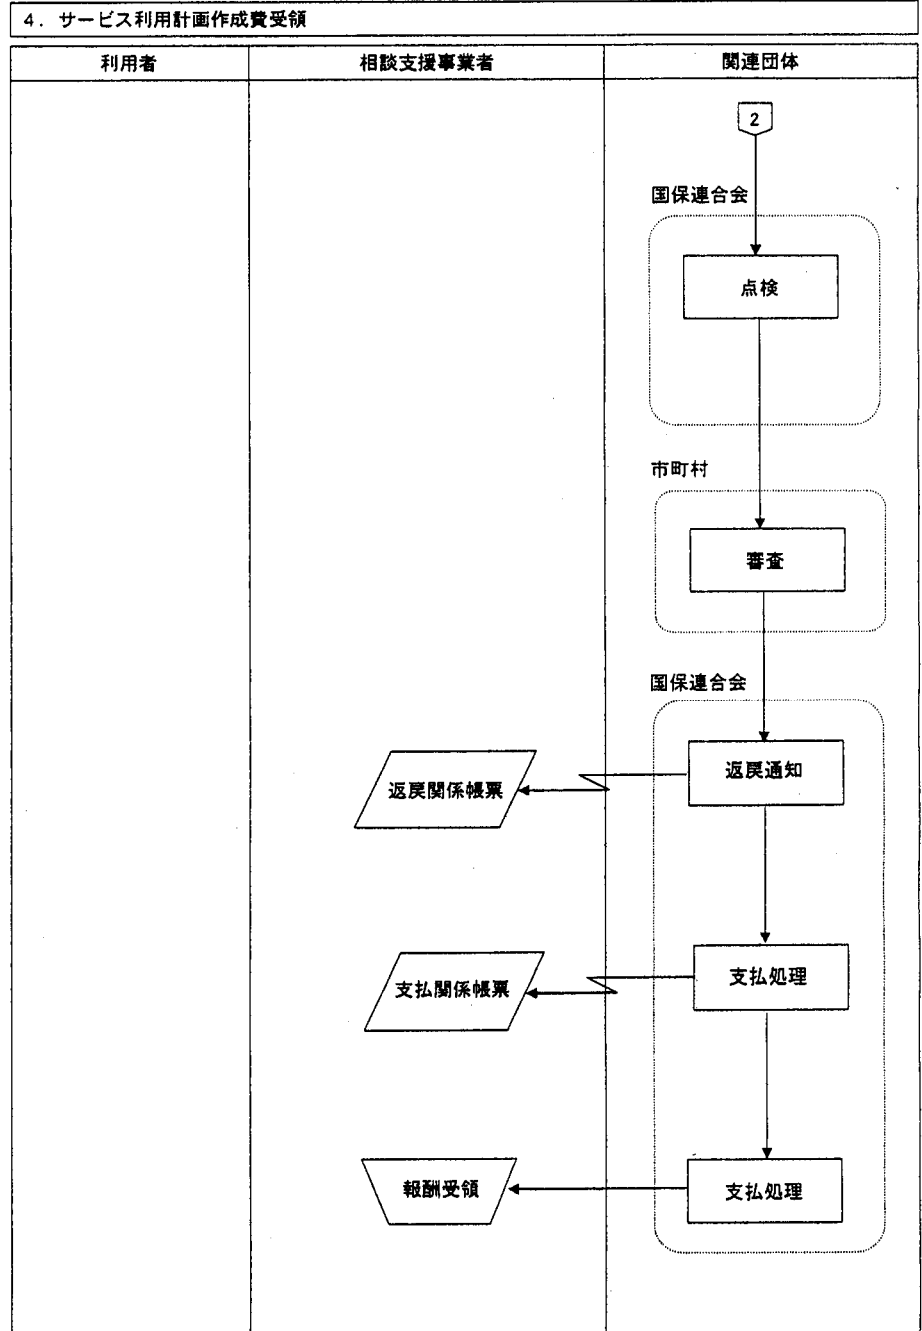 4．サービス利用計画作成費受領
利用者
相談支援事業者
関連団体
2
国保連合会
点検
市町村
審査
国保連合会
返戻通知
返戻関係帳票
支払処理
支払関係帳票
支払処理
報酬受領